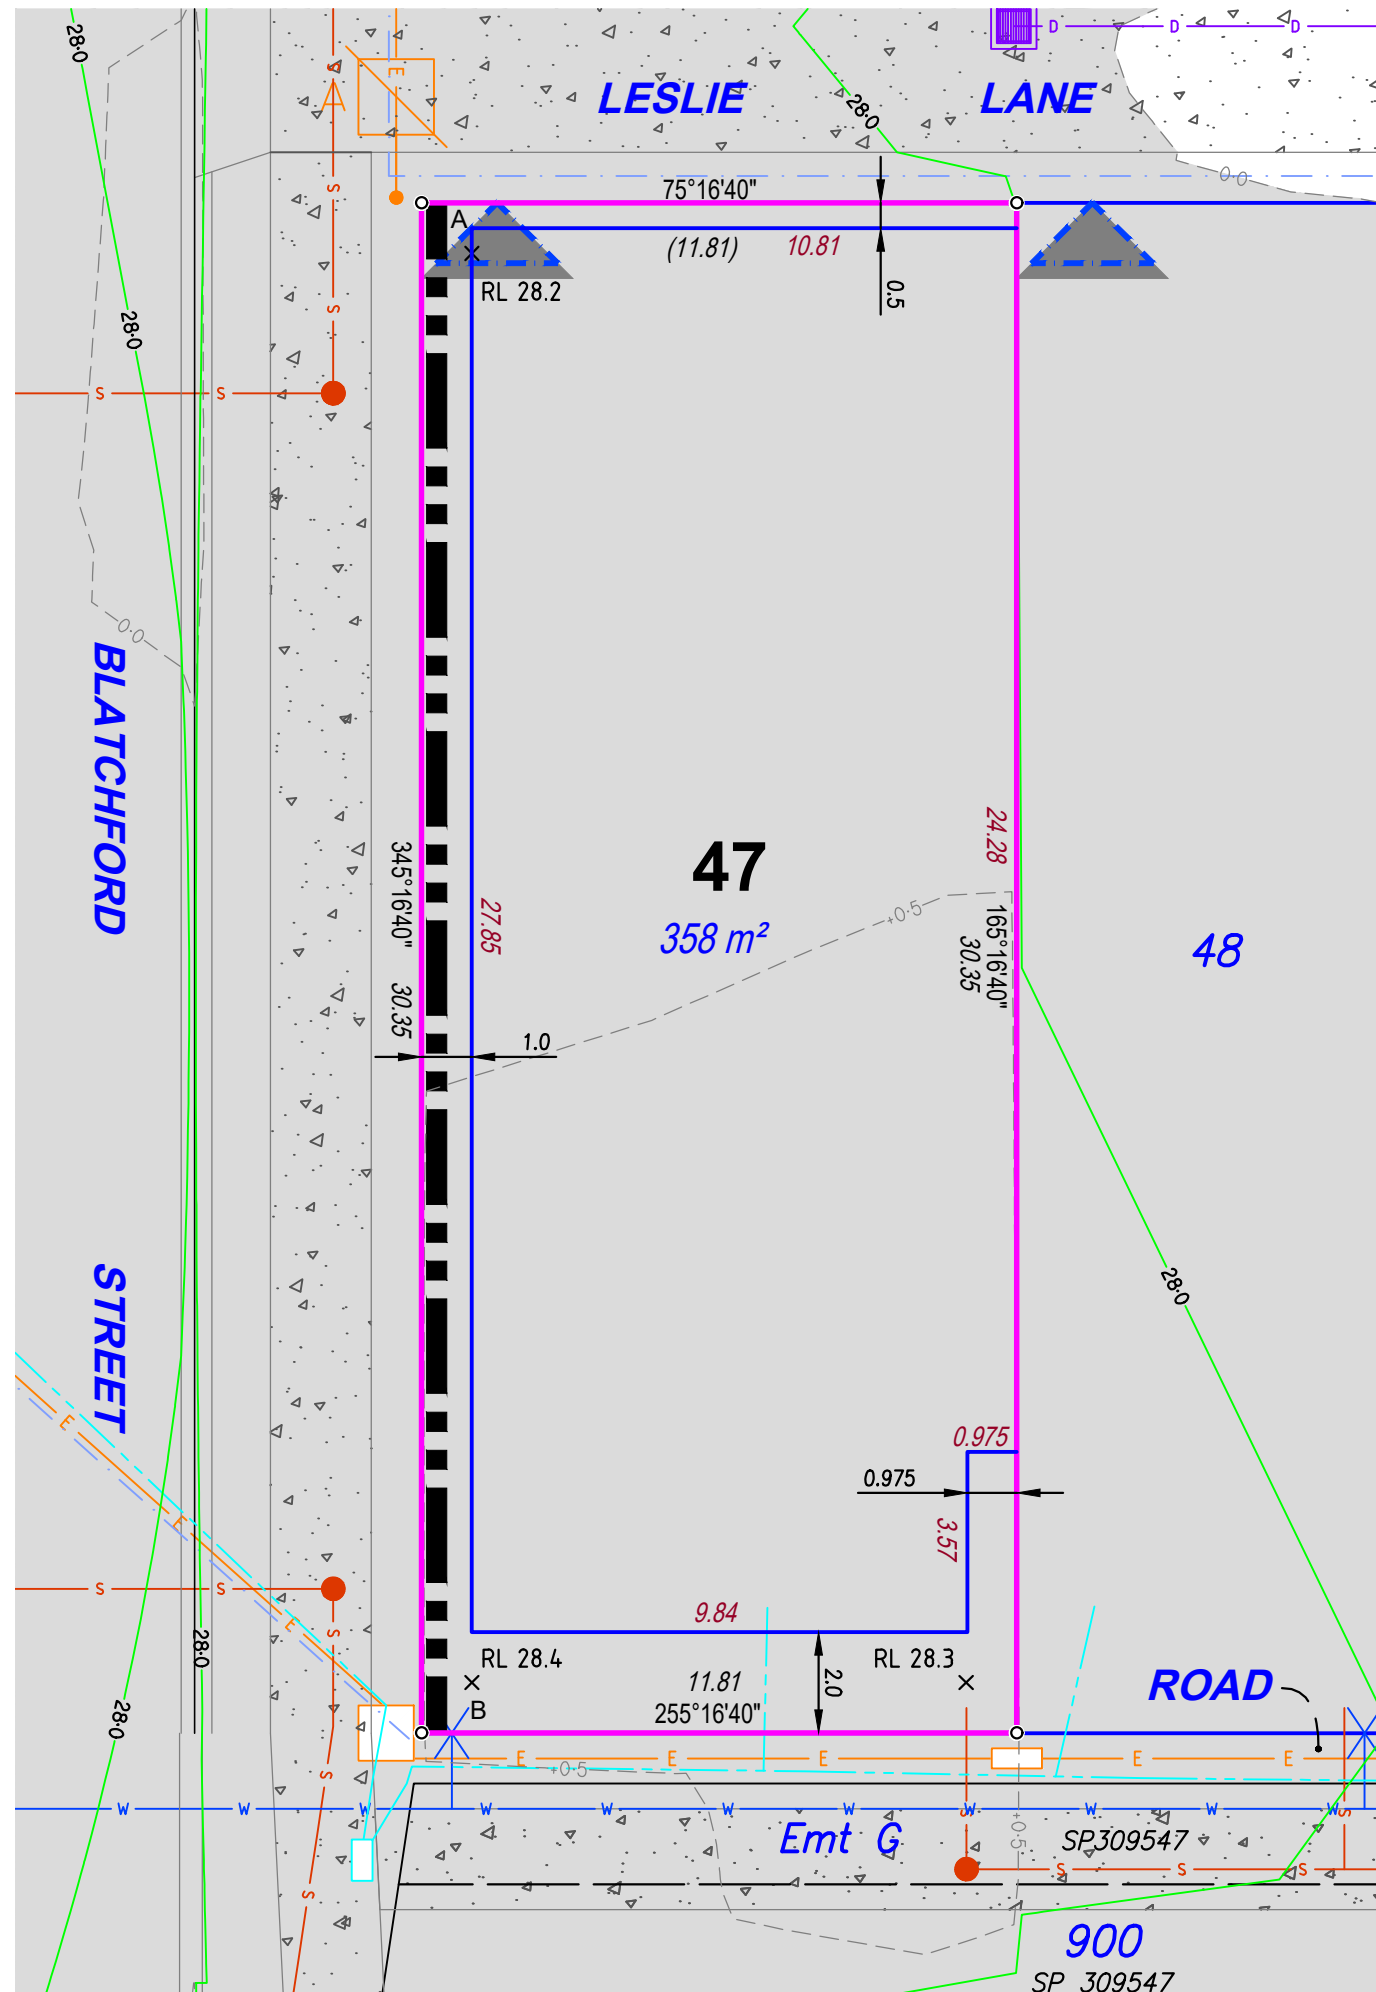 28·0
S
E
D
D
D
LESLIE LANE
28·0
S
0·0
75°16'40"
A
(11.81) 10.81
RL 28.2
0.5
28·0
S
S
S
0·0
BLATCHFORD
STREET
345°16'40" 30.35
27.85
47
358 m²
24.28
165°16'40"
30.35
+0·5
48
1.0
28·0
0.975
0.975
3.57
E
E
E
S
S
S
9.84
RL 28.4
RL 28.3
11.81
255°16'40"
2.0
B
28·0
28·0
ROAD
E
E
E
E
E
+0·5
S
W
W
W
W
W
W
W
W
W
W
W
S
S
Emt G
+0·5
SP309547
S
S
S
S
900
SP 309547